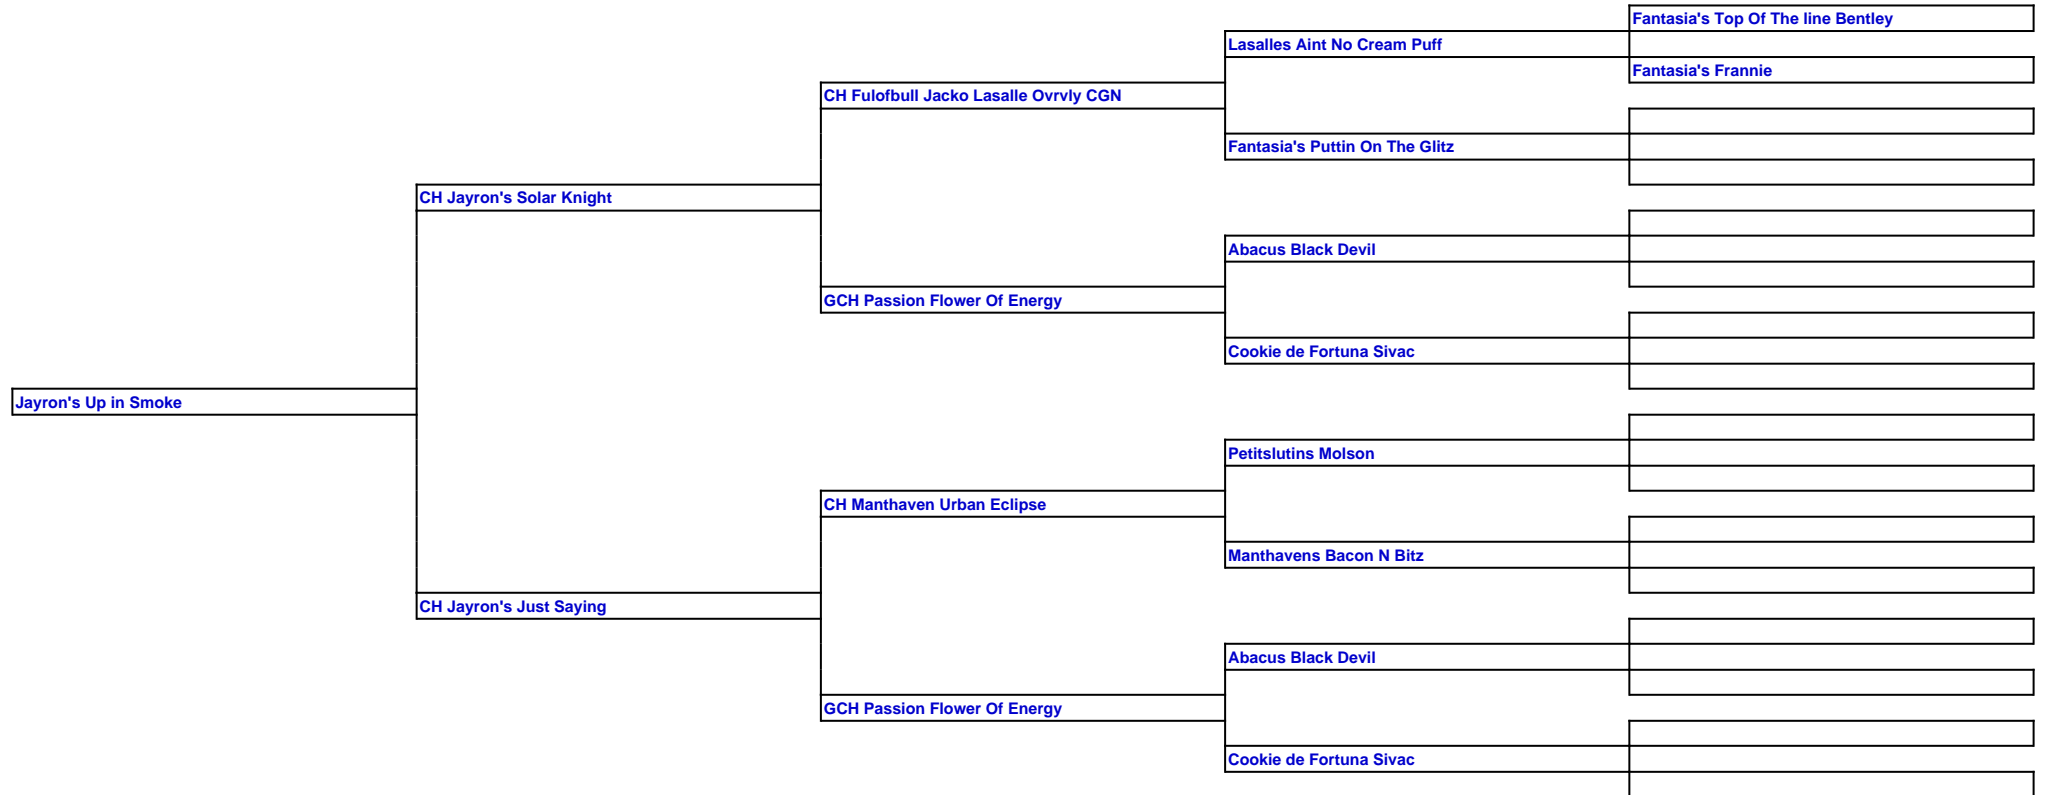 Fantasia's Top Of The line Bentley
Lasalles Aint No Cream Puff
Fantasia's Frannie
CH Fulofbull Jacko Lasalle Ovrvly CGN
Fantasia's Puttin On The Glitz
CH Jayron's Solar Knight
Abacus Black Devil
GCH Passion Flower Of Energy
Cookie de Fortuna Sivac
Jayron's Up in Smoke
Petitslutins Molson
CH Manthaven Urban Eclipse
Manthavens Bacon N Bitz
CH Jayron's Just Saying
Abacus Black Devil
GCH Passion Flower Of Energy
Cookie de Fortuna Sivac